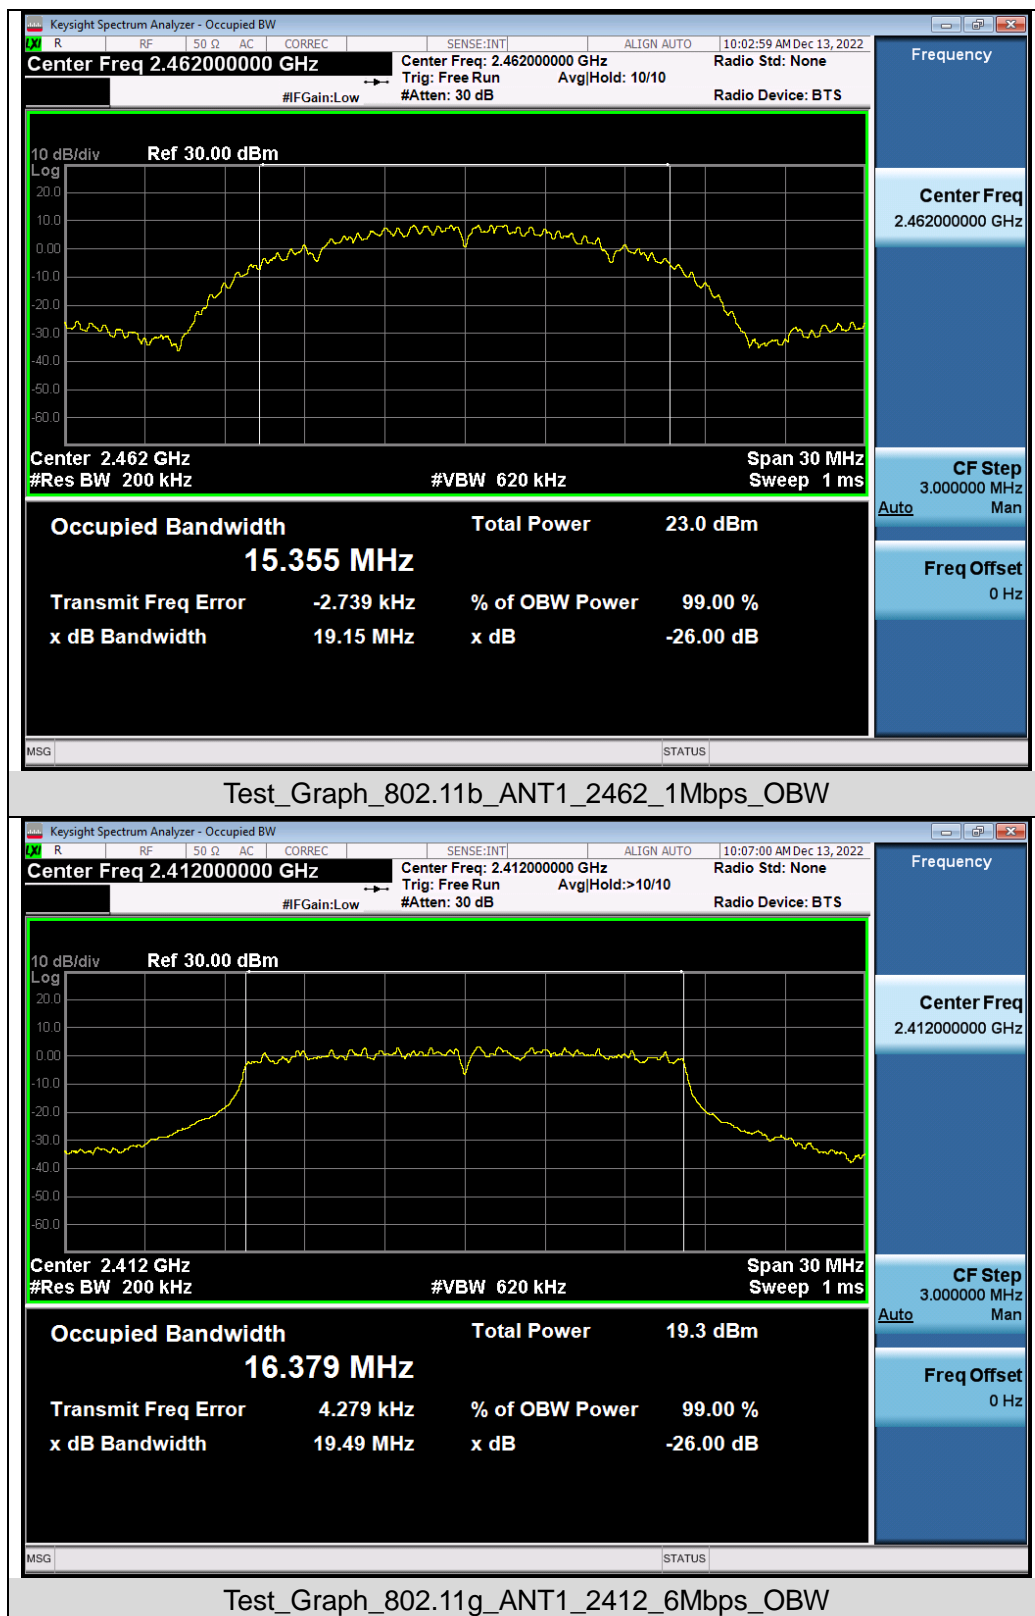 Keysight Spectrum Analyzer - Occupied BW
LXI R RF 50 Ω AC CORREC SENSE:INT ALIGN AUTO 10:02:59 AM Dec 13, 2022
Center Freq 2.462000000 GHz
Center Freq: 2.462000000 GHz
Radio Std: None
Trig: Free Run Avg|Hold: 10/10
#IFGain:Low
#Atten: 30 dB
Radio Device: BTS
10 dB/div Ref 30.00 dBm
Log
20.0
10.0
0.00
-10.0
-20.0
-30.0
-40.0
-50.0
-60.0
Center 2.462 GHz Span 30 MHz
#Res BW 200 kHz #VBW 620 kHz Sweep 1 ms
Occupied Bandwidth Total Power 23.0 dBm
15.355 MHz
Transmit Freq Error -2.739 kHz % of OBW Power 99.00 %
x dB Bandwidth 19.15 MHz x dB -26.00 dB
MSG STATUS
Frequency
Center Freq
2.462000000 GHz
CF Step
3.000000 MHz
Auto Man
Freq Offset
0 Hz
Test_Graph_802.11b_ANT1_2462_1Mbps_OBW
Keysight Spectrum Analyzer - Occupied BW
LXI R RF 50 Ω AC CORREC SENSE:INT ALIGN AUTO 10:07:00 AM Dec 13, 2022
Center Freq 2.412000000 GHz
Center Freq: 2.412000000 GHz
Radio Std: None
Trig: Free Run Avg|Hold:>10/10
#IFGain:Low
#Atten: 30 dB
Radio Device: BTS
10 dB/div Ref 30.00 dBm
Log
20.0
10.0
0.00
-10.0
-20.0
-30.0
-40.0
-50.0
-60.0
Center 2.412 GHz Span 30 MHz
#Res BW 200 kHz #VBW 620 kHz Sweep 1 ms
Occupied Bandwidth Total Power 19.3 dBm
16.379 MHz
Transmit Freq Error 4.279 kHz % of OBW Power 99.00 %
x dB Bandwidth 19.49 MHz x dB -26.00 dB
MSG STATUS
Frequency
Center Freq
2.412000000 GHz
CF Step
3.000000 MHz
Auto Man
Freq Offset
0 Hz
Test_Graph_802.11g_ANT1_2412_6Mbps_OBW